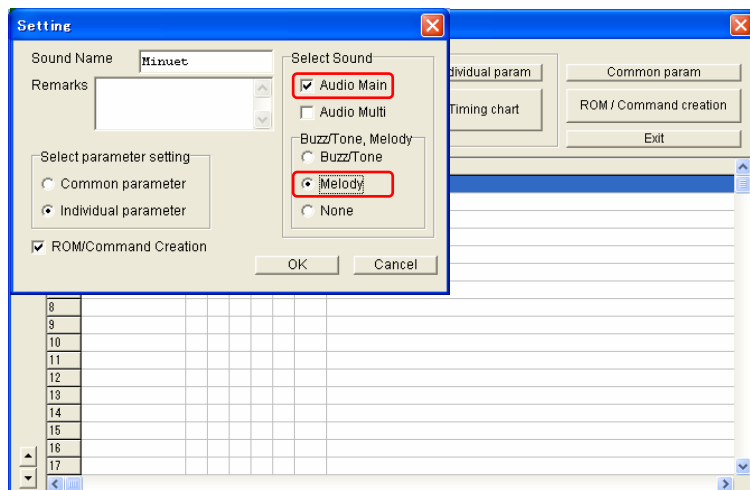 Setting
Sound Name
Minuet
Remarks
Select parameter setting
Common parameter
Individual parameter
ROM/Command Creation
Select Sound
Audio Main
Audio Multi
Buzz/Tone, Melody
Buzz/Tone
Melody
None
OK
Cancel
dividual param
Timing chart
Common param
ROM / Command creation
Exit
8
9
10
11
12
13
14
15
16
17